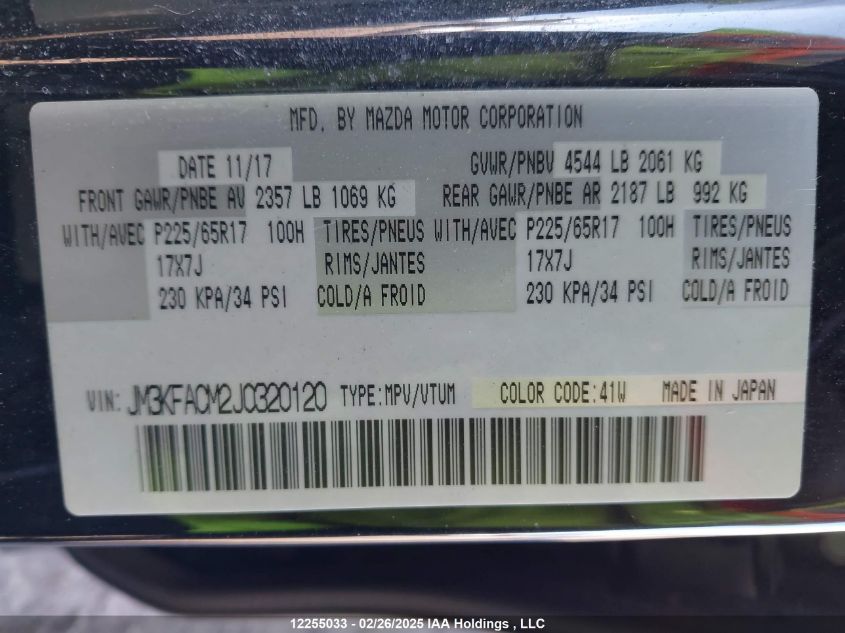 MFD. BY MAZDA MOTOR CORPORATION
DATE 11/17 GVWR/PNBV 4544 LB 2061 KG
FRONT GAWR/PNBE AV 2357 LB 1069 KG REAR GAWR/PNBE AR 2187 LB 992 KG
WITH/AVEC P225/65R17 100H TIRES/PNEUS WITH/AVEC P225/65R17 100H TIRES/PNEUS
17X7J RIMS/JANTES 17X7J RIMS/JANTES
230 KPA/34 PSI COLD/A FROID 230 KPA/34 PSI COLD/A FROID
VIN: JM3KFACM2J0320120 TYPE:MPV/VTUM COLOR CODE:41W MADE IN JAPAN
12255033 - 02/26/2025 IAA Holdings , LLC